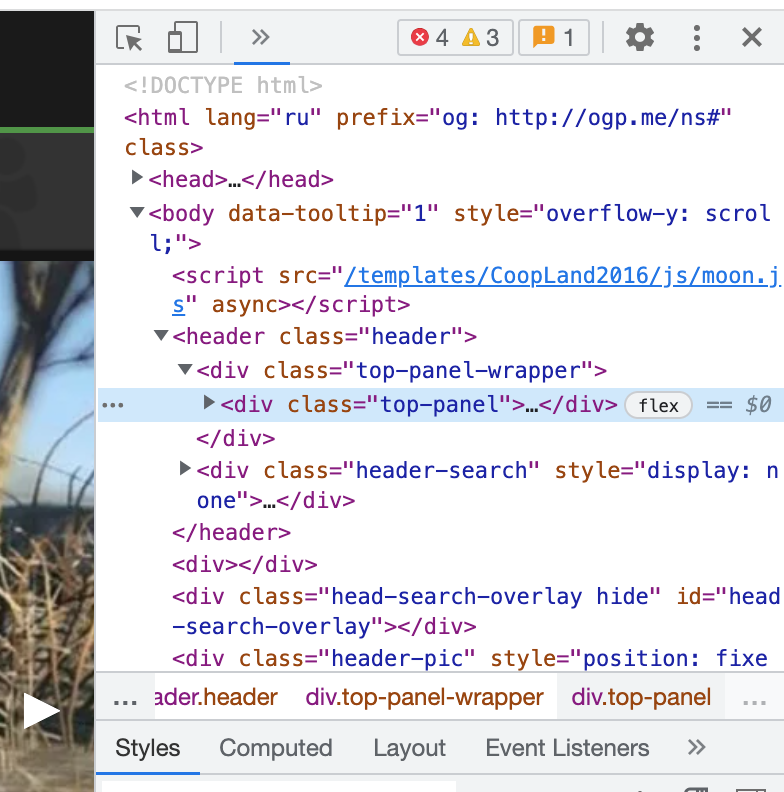 4 3 1
<!DOCTYPE html>
<html lang="ru" prefix="og: http://ogp.me/ns#"
class>
<head>…</head>
<body data-tooltip="1" style="overflow-y: scrol
l;">
<script src="/templates/CoopLand2016/js/moon.j
s" async></script>
<header class="header">
<div class="top-panel-wrapper">
<div class="top-panel">…</div> flex == $0
</div>
<div class="header-search" style="display: n
one">…</div>
</header>
<div></div>
<div class="head-search-overlay hide" id="head
-search-overlay"></div>
<div class="header-pic" style="position: fixe
... ader.header div.top-panel-wrapper div.top-panel ...
Styles Computed Layout Event Listeners